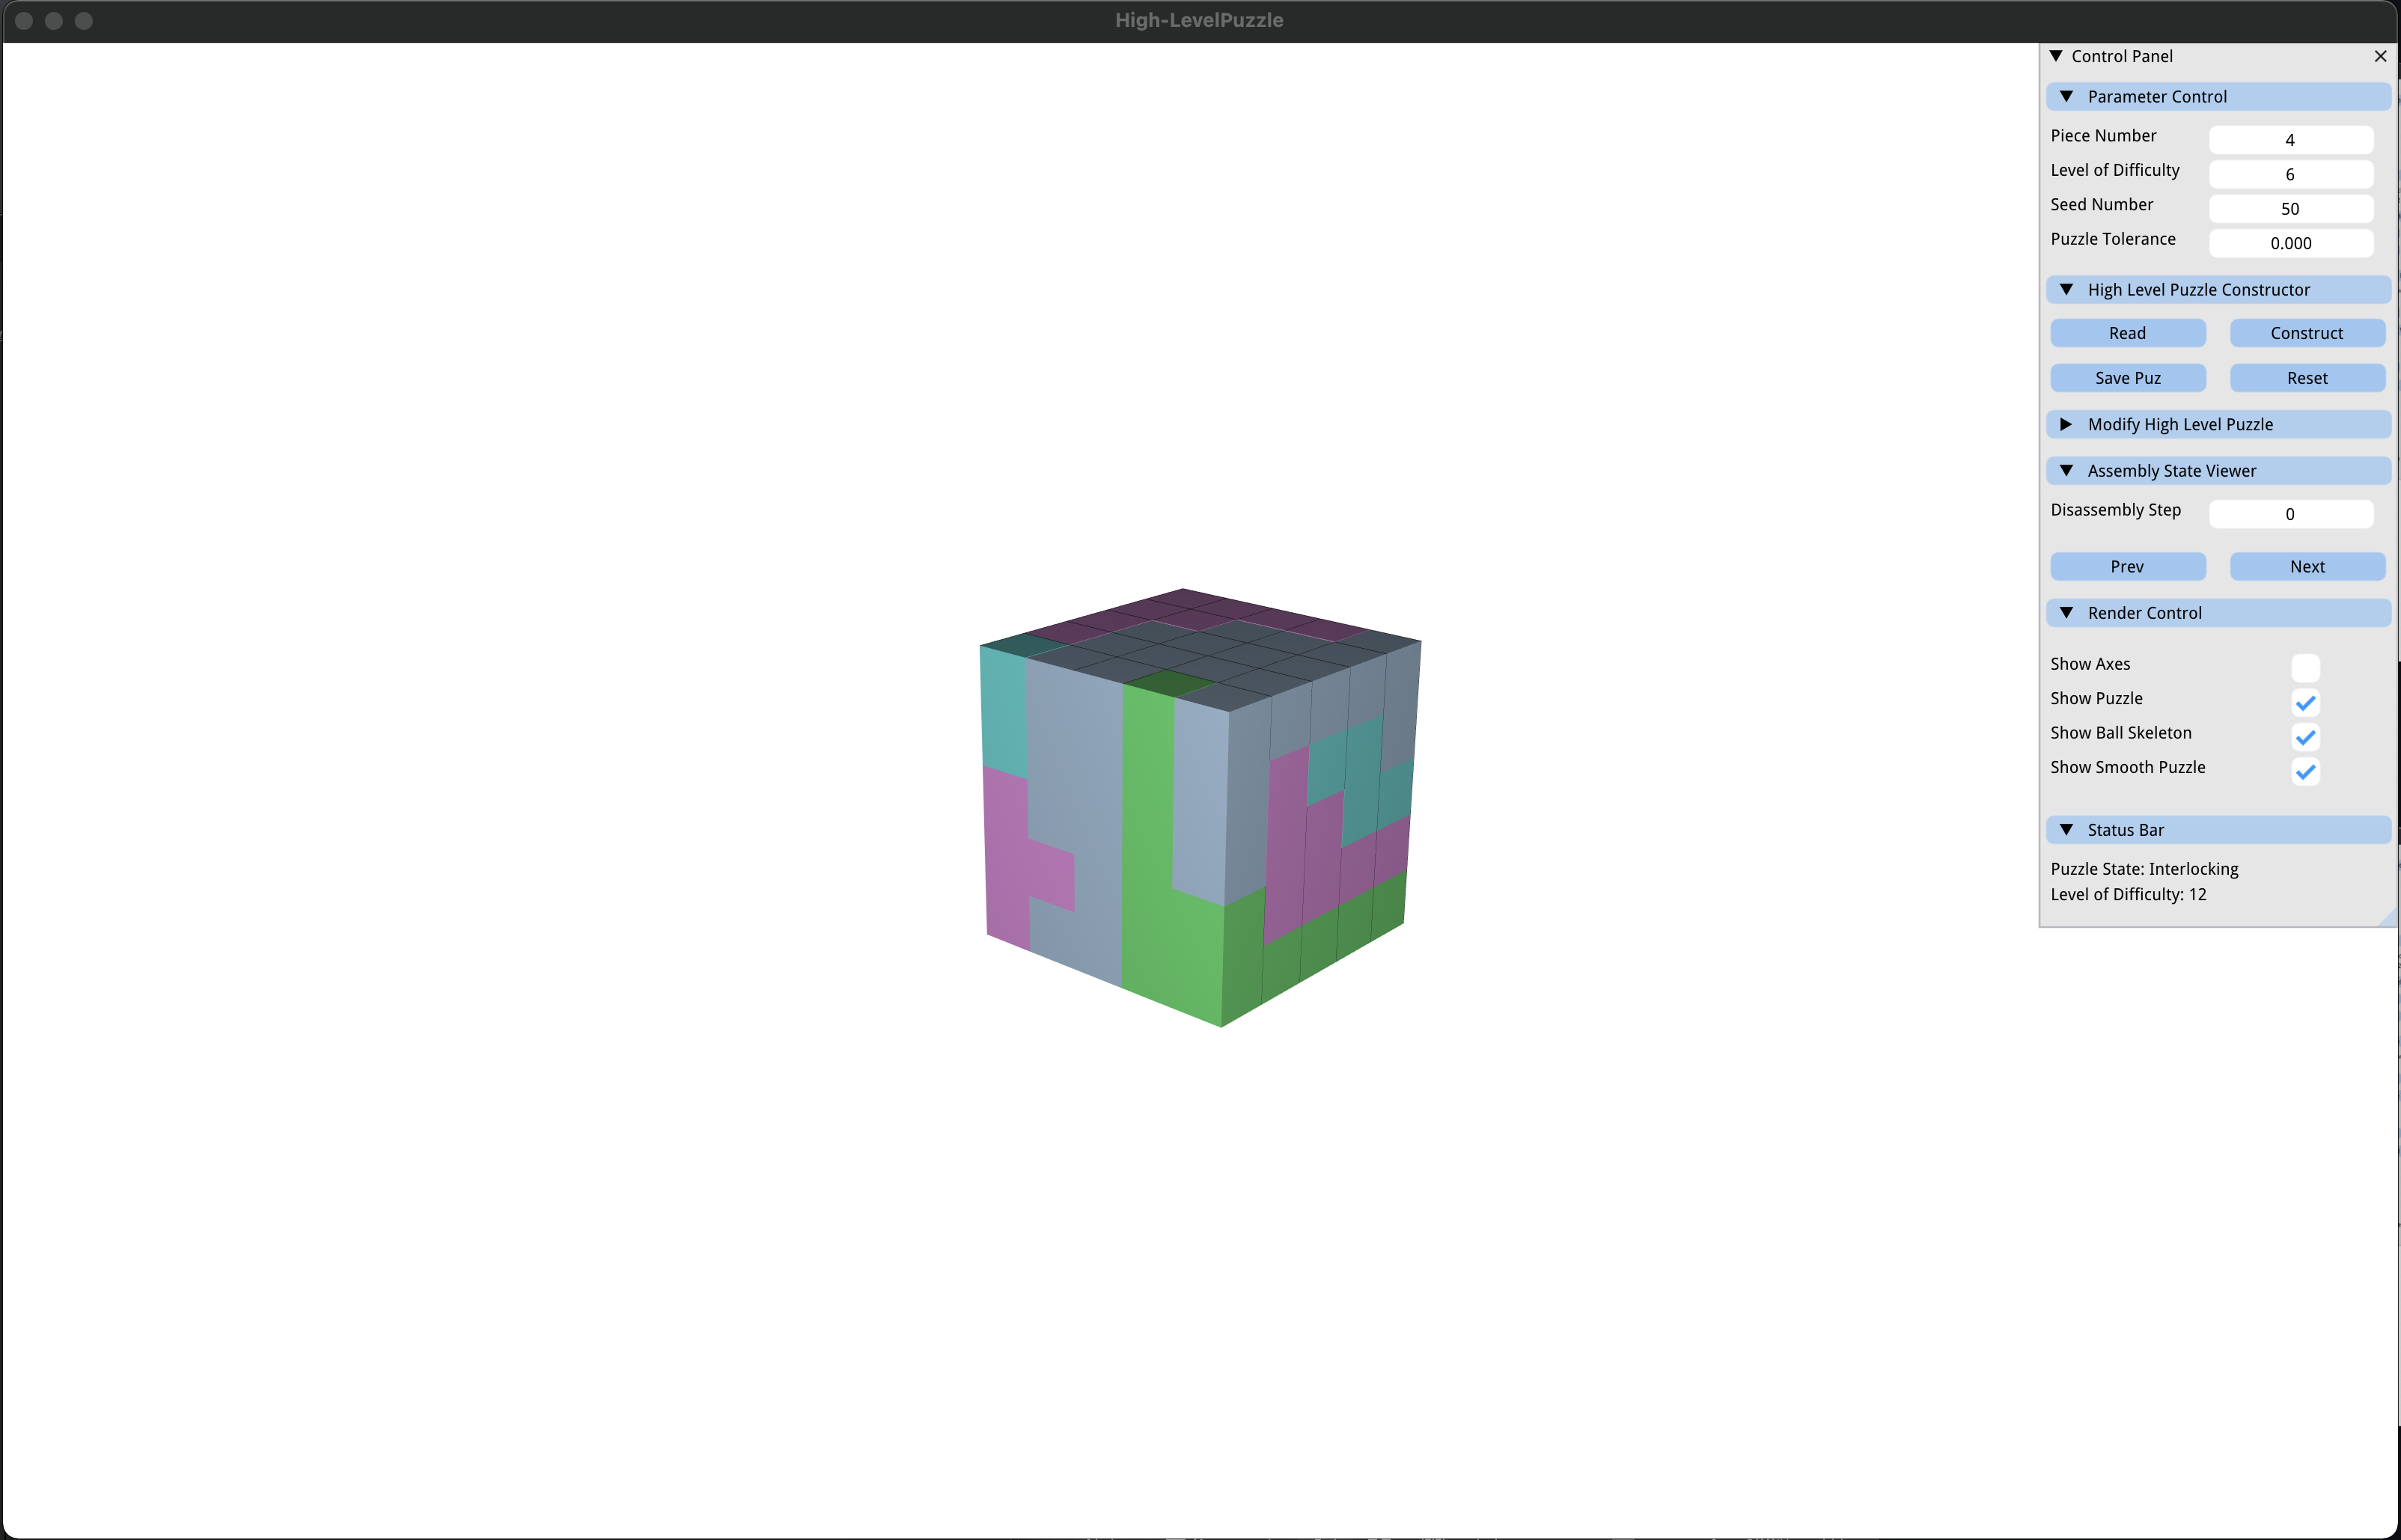 High-LevelPuzzle
Control Panel
Parameter Control
Piece Number 4
Level of Difficulty 6
Seed Number 50
Puzzle Tolerance 0.000
High Level Puzzle Constructor
Read Construct
Save Puz Reset
Modify High Level Puzzle
Assembly State Viewer
Disassembly Step 0
Prev Next
Render Control
Show Axes
Show Puzzle
Show Ball Skeleton
Show Smooth Puzzle
Status Bar
Puzzle State: Interlocking
Level of Difficulty: 12